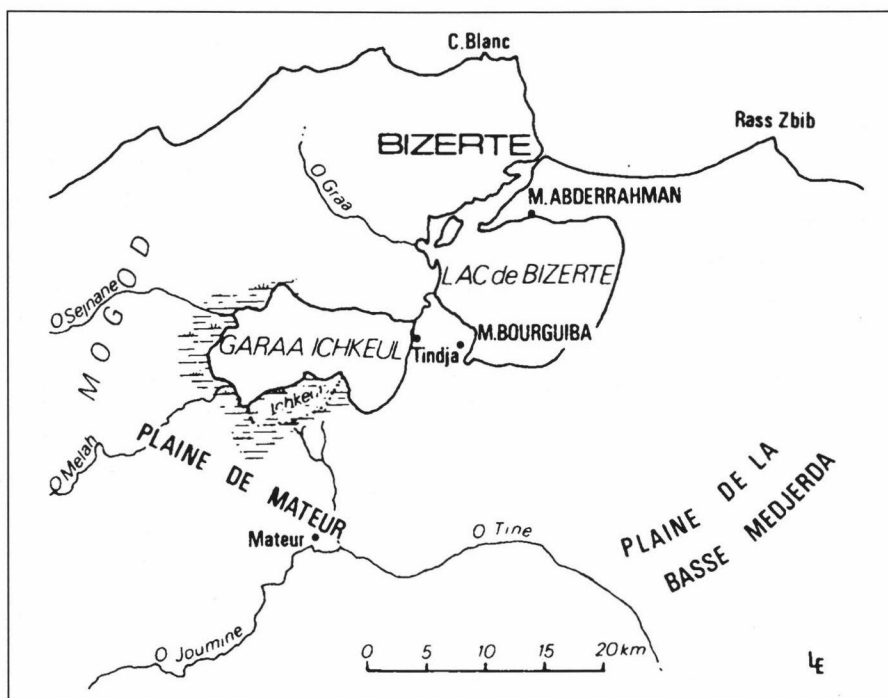 C.Blanc
Rass Zbib
BIZERTE
M.ABDERRAHMAN
O Graa
LAC de BIZERTE
O Sejnane
MOGOD
GARAA ICHKEUL
M.BOURGUIBA
Tindja
Ichkeul
O Melah
PLAINE DE MATEUR
Mateur
O Tine
PLAINE DE LA
BASSE MEDJERDA
O Joumine
0 5 10 15 20 km
LE